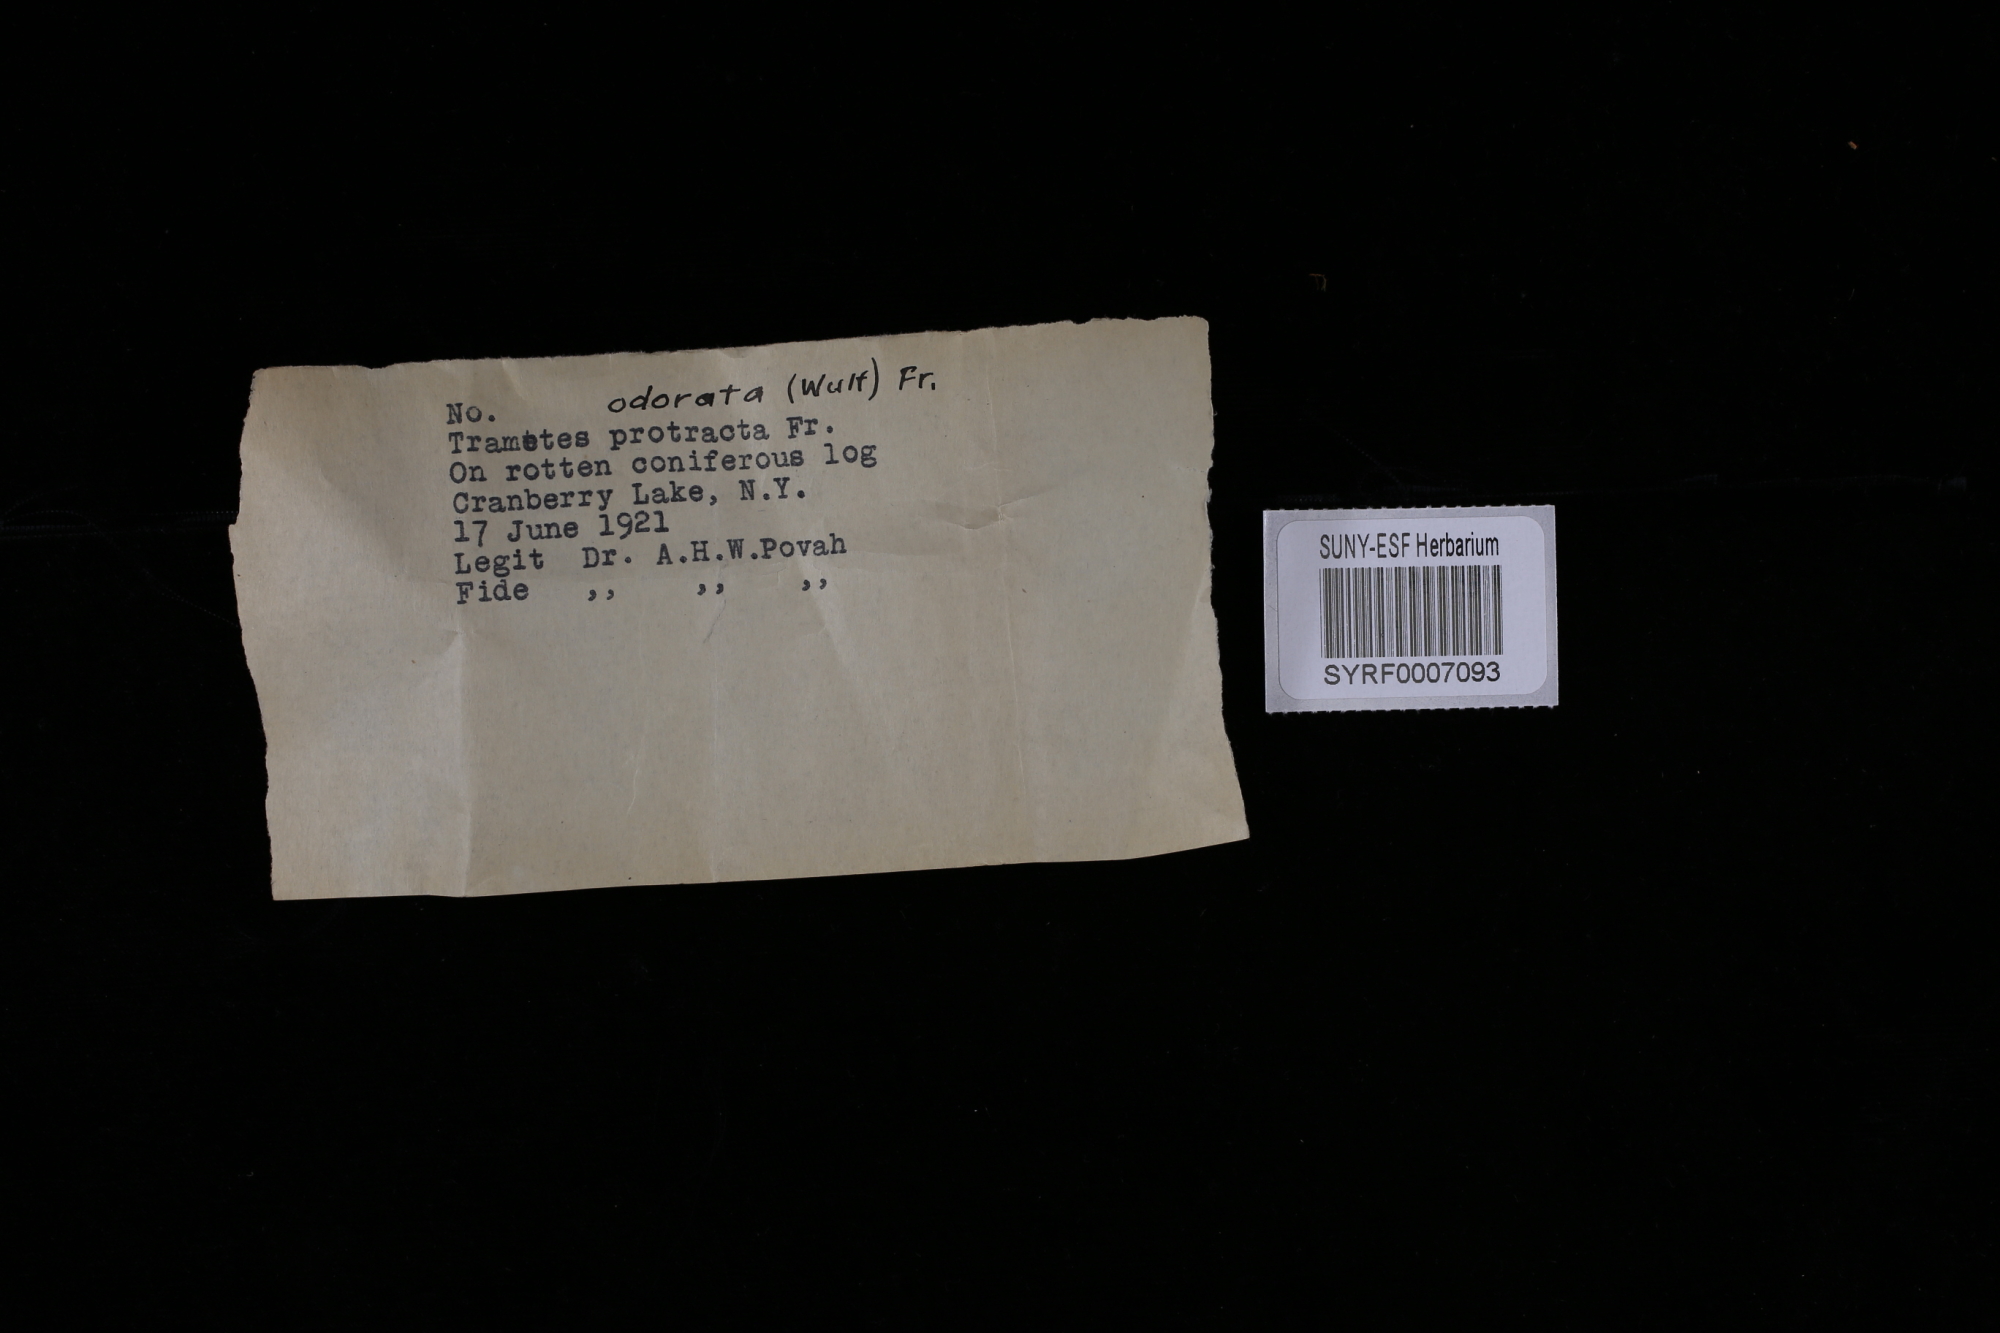 odorata (Wulf) Fr.
No.
Trametes protracta Fr.
On rotten coniferous log
Cranberry Lake, N.Y.
17 June 1921
Legit Dr. A.H.W.Povah
Fide ,, ,, ,,
SUNY-ESF Herbarium
SYRF0007093